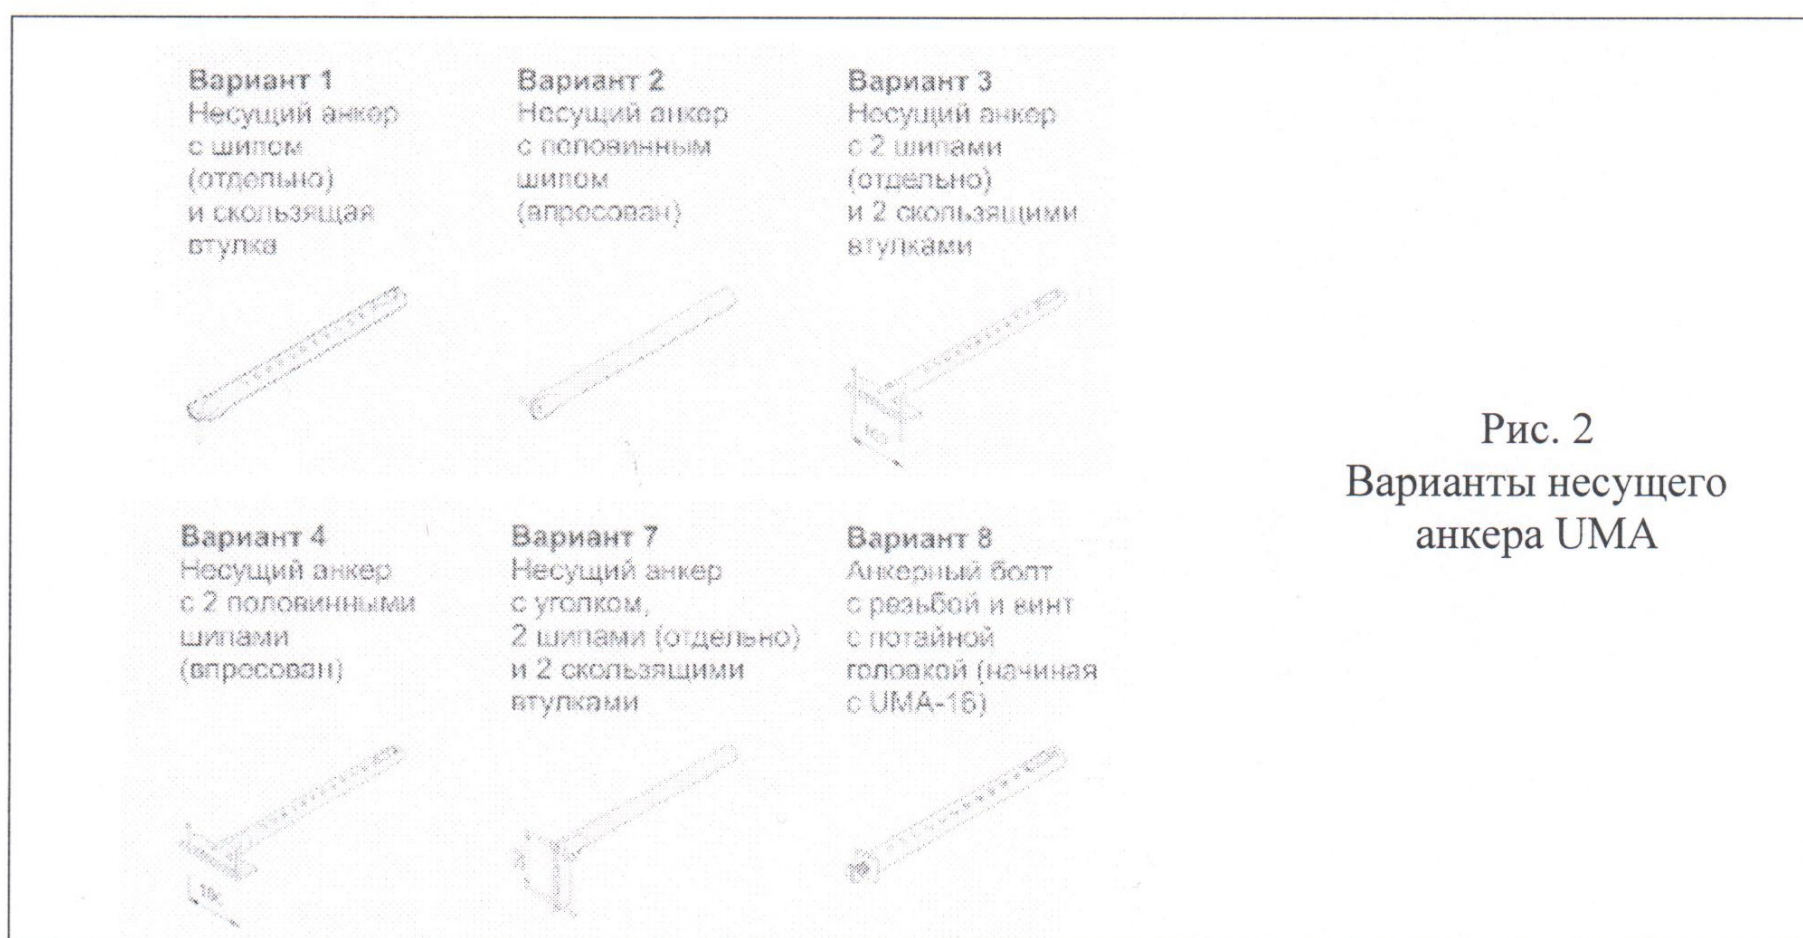 Вариант 1
Несущий анкер
с шипом
(отдельно)
и скользящая
втулка
Вариант 2
Несущий анкер
с половинным
шипом
(впресован)
Вариант 3
Несущий анкер
с 2 шипами
(отдельно)
и 2 скользящими
втулками
Вариант 4
Несущий анкер
с 2 половинными
шипами
(впресован)
Вариант 7
Несущий анкер
с уголком,
2 шипами (отдельно)
и 2 скользящими
втулками
Вариант 8
Анкерный болт
с резьбой и винт
с потайной
головкой (начиная
с UMA-16)
Рис. 2
Варианты несущего
анкера UMA